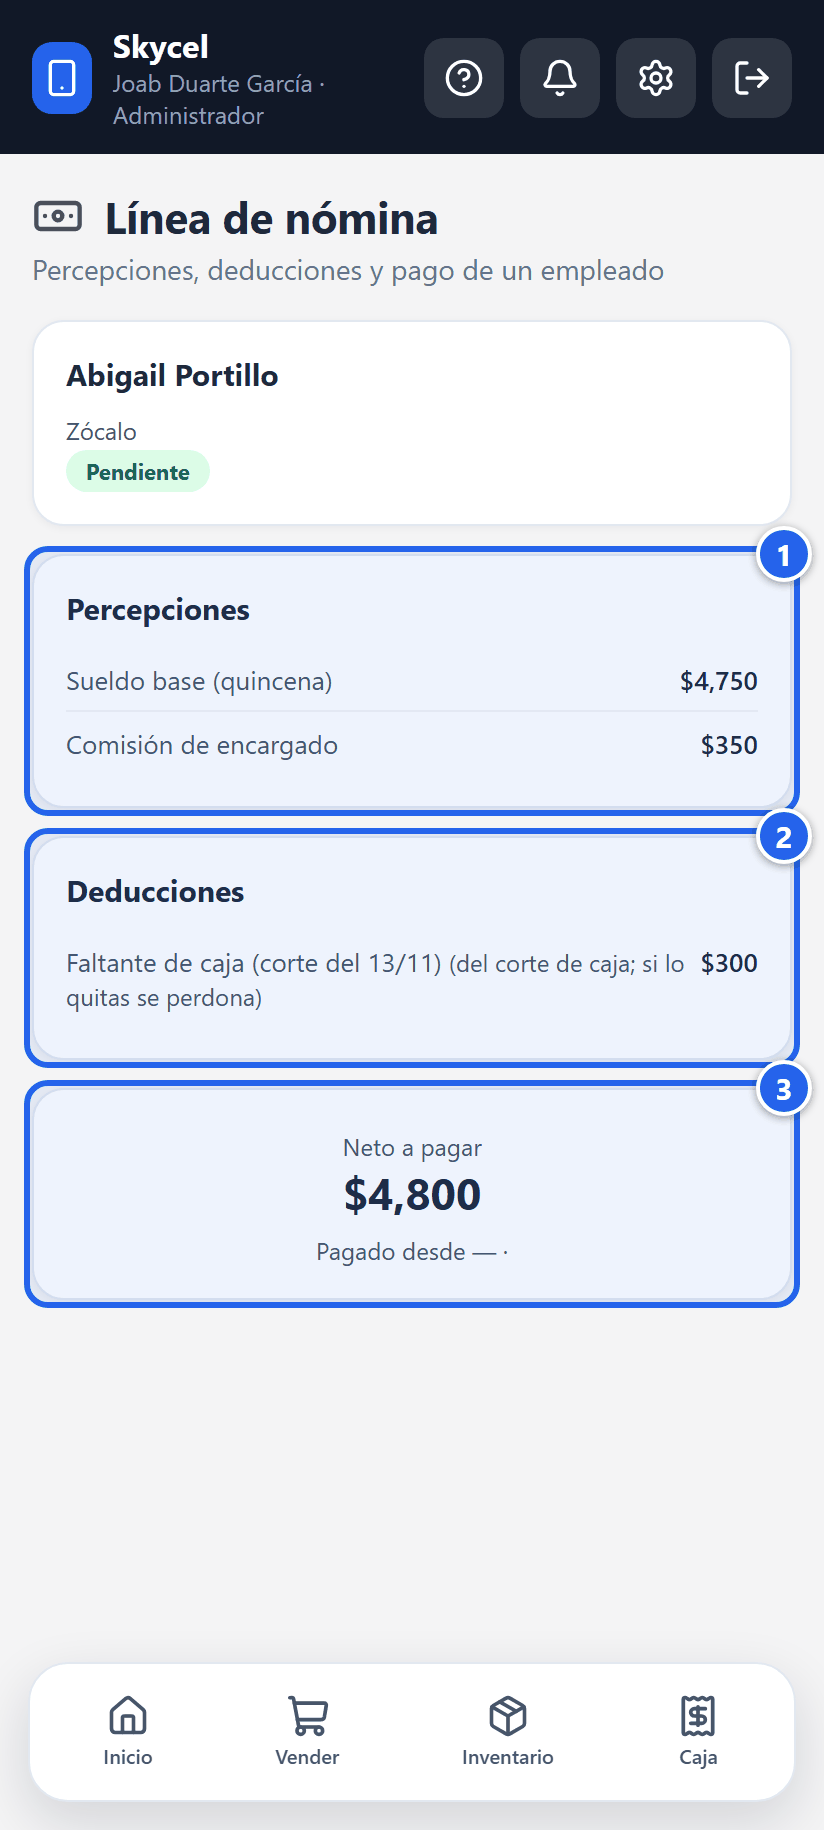 Skycel
Joab Duarte García ·
Administrador
Línea de nómina
Percepciones, deducciones y pago de un empleado
Abigail Portillo
Zócalo
Pendiente
1
Percepciones
Sueldo base (quincena) $4,750
Comisión de encargado $350
2
Deducciones
Faltante de caja (corte del 13/11) (del corte de caja; si lo $300
quitas se perdona)
3
Neto a pagar
$4,800
Pagado desde — ·
Inicio Vender Inventario Caja